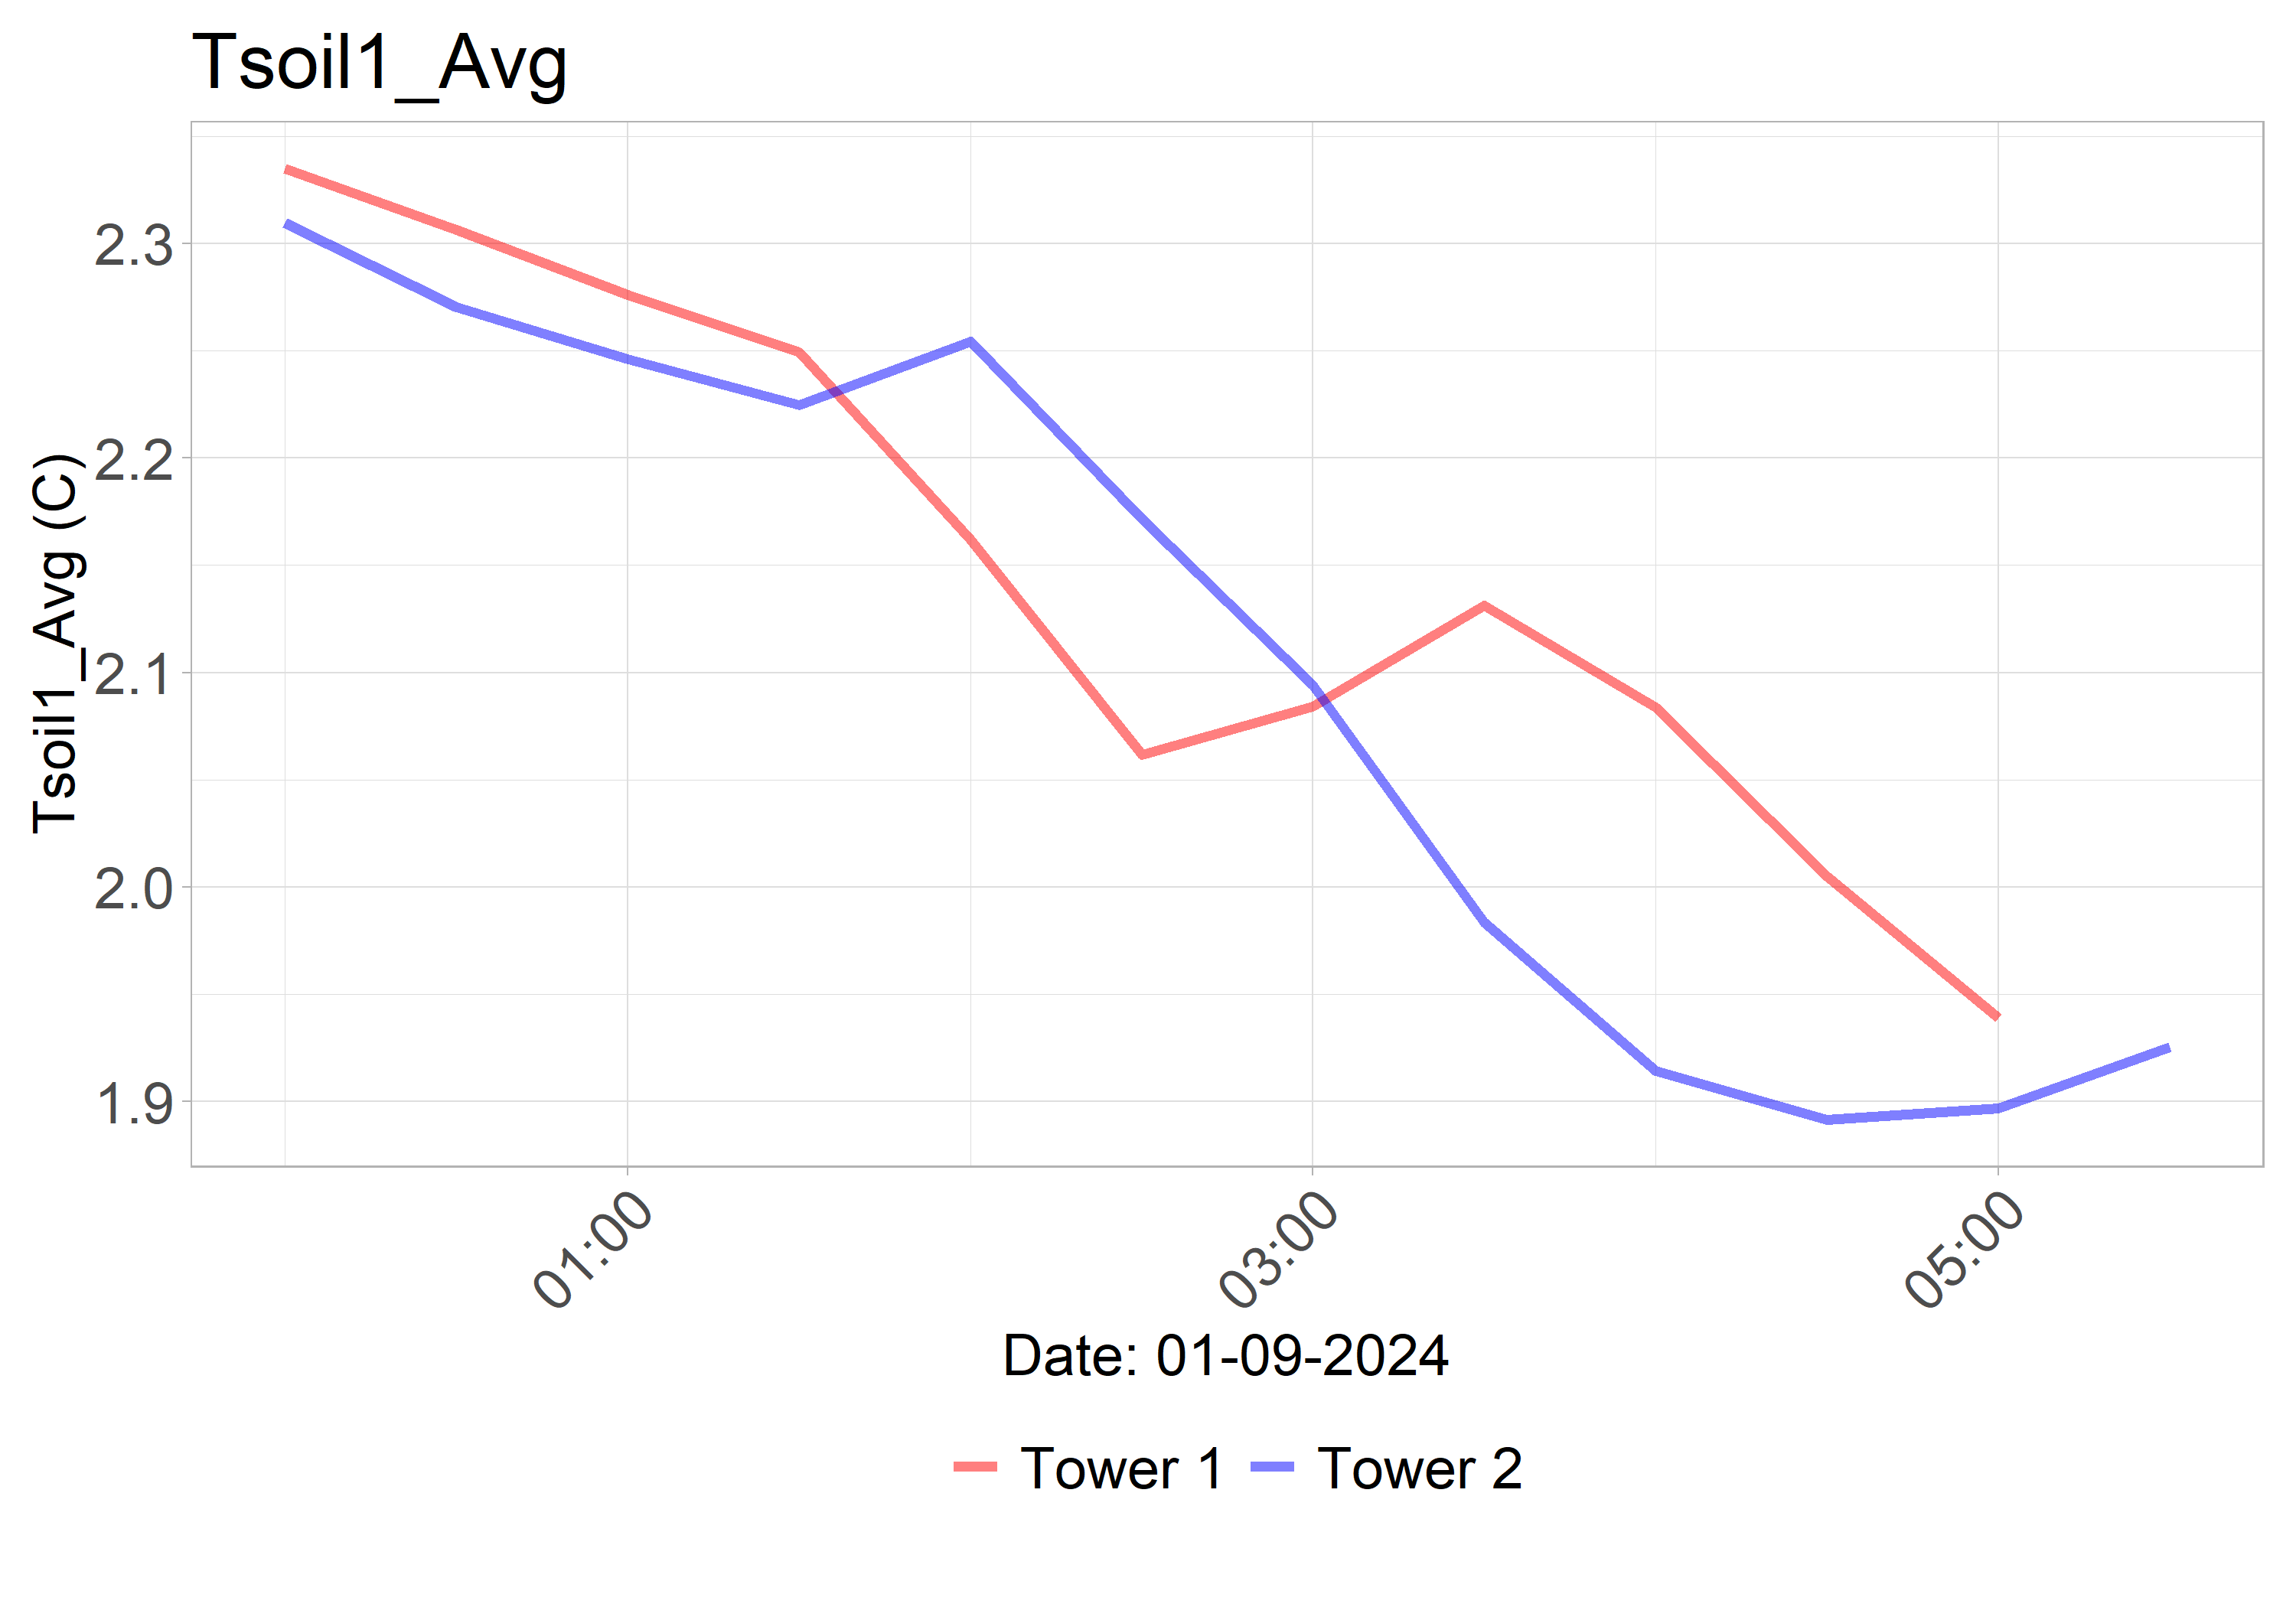 Tsoil1_Avg
Tsoil1_Avg (C)
2.3
2.2
2.1
2.0
1.9
01:00
03:00
05:00
Date: 01-09-2024
Tower 1
Tower 2